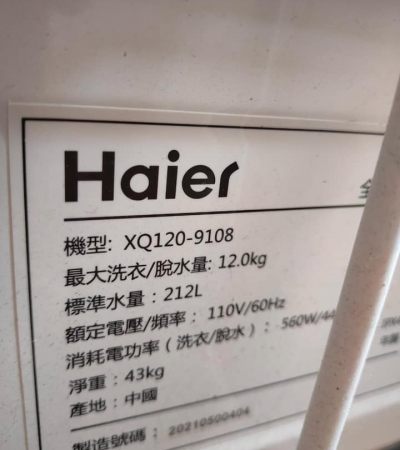 Haier
全
機型: XQ120-9108
最大洗衣/脫水量: 12.0kg
標準水量：212L
額定電壓/頻率： 110V/60Hz
消耗電功率（洗衣/脫水）： 560W/44
淨重：43kg
產地：中國
製造號碼： 20210500404